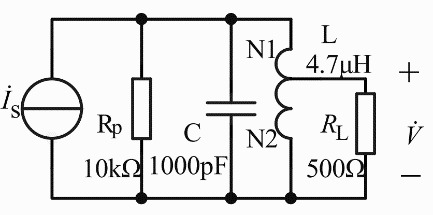 L
N1
4.7μH
+
İS
Rp
C
N2
RL
V̇
10kΩ
1000pF
500Ω
−